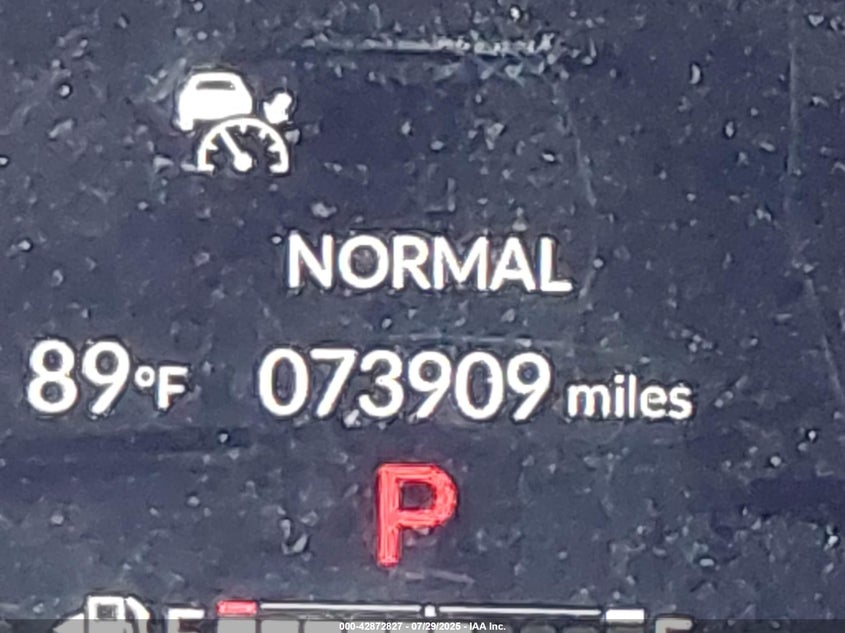 NORMAL
89°F 073909 miles
P
E F
000-42872827 - 07/29/2025 - IAA Inc.